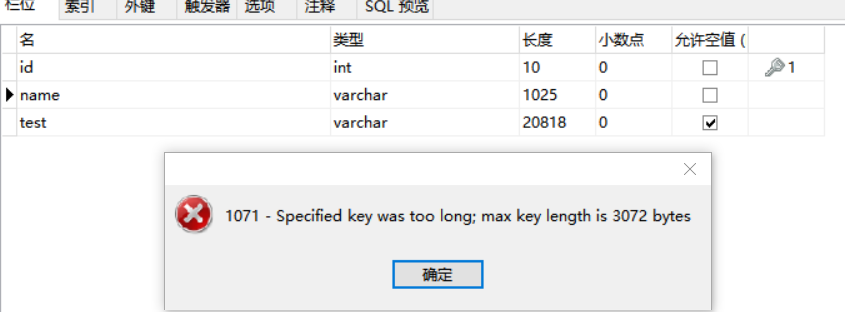 栏位 索引 外键 触发器 选项 注释 SQL 预览
名 类型 长度 小数点 允许空值 (
id int 10 0 1
name varchar 1025 0
test varchar 20818 0
1071 - Specified key was too long; max key length is 3072 bytes
确定